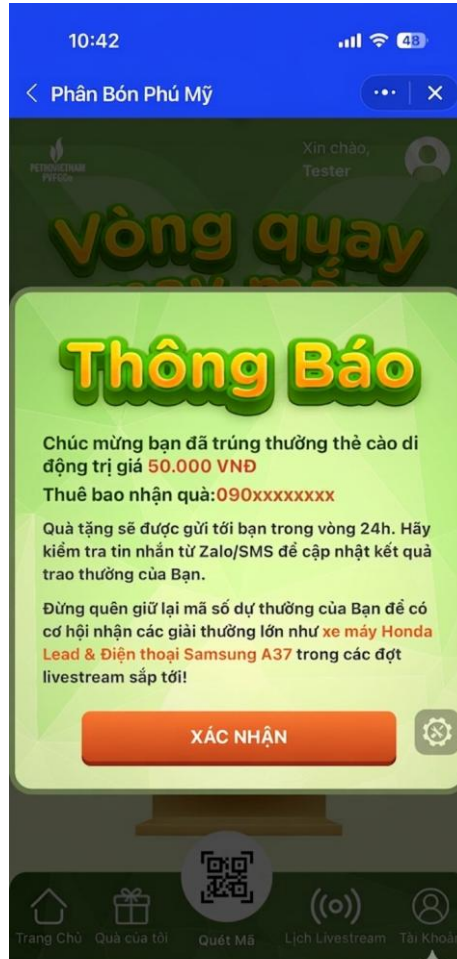 10:42
48
Phân Bón Phú Mỹ
PETROVIETNAM
PVFCCo
Xin chào,
Tester
Vòng quay
may mắn
Thông Báo
Chúc mừng bạn đã trúng thưởng thẻ cào di
động trị giá 50.000 VNĐ
Thuê bao nhận quà:090xxxxxxx
Quà tặng sẽ được gửi tới bạn trong vòng 24h. Hãy
kiểm tra tin nhắn từ Zalo/SMS để cập nhật kết quả
trao thưởng của Bạn.
Đừng quên giữ lại mã số dự thưởng của Bạn để có
cơ hội nhận các giải thưởng lớn như xe máy Honda
Lead & Điện thoại Samsung A37 trong các đợt
livestream sắp tới!
XÁC NHẬN
Trang Chủ Quà của tôi Quét Mã Lịch Livestream Tài Khoản